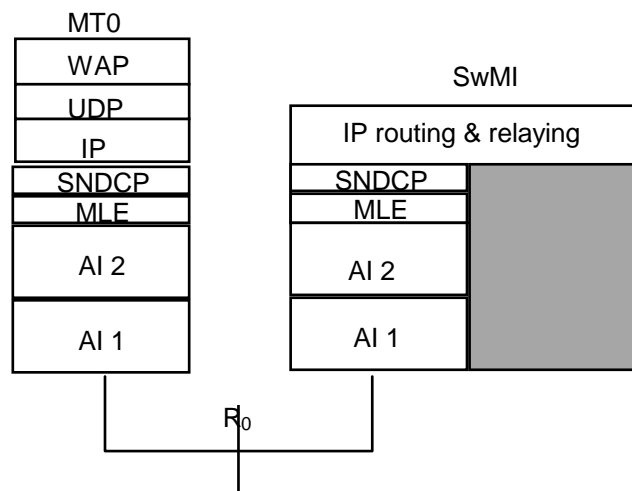 MT0
WAP
UDP
IP
SNDCP
MLE
AI 2
AI 1
SwMI
IP routing & relaying
SNDCP
MLE
AI 2
AI 1
R₀